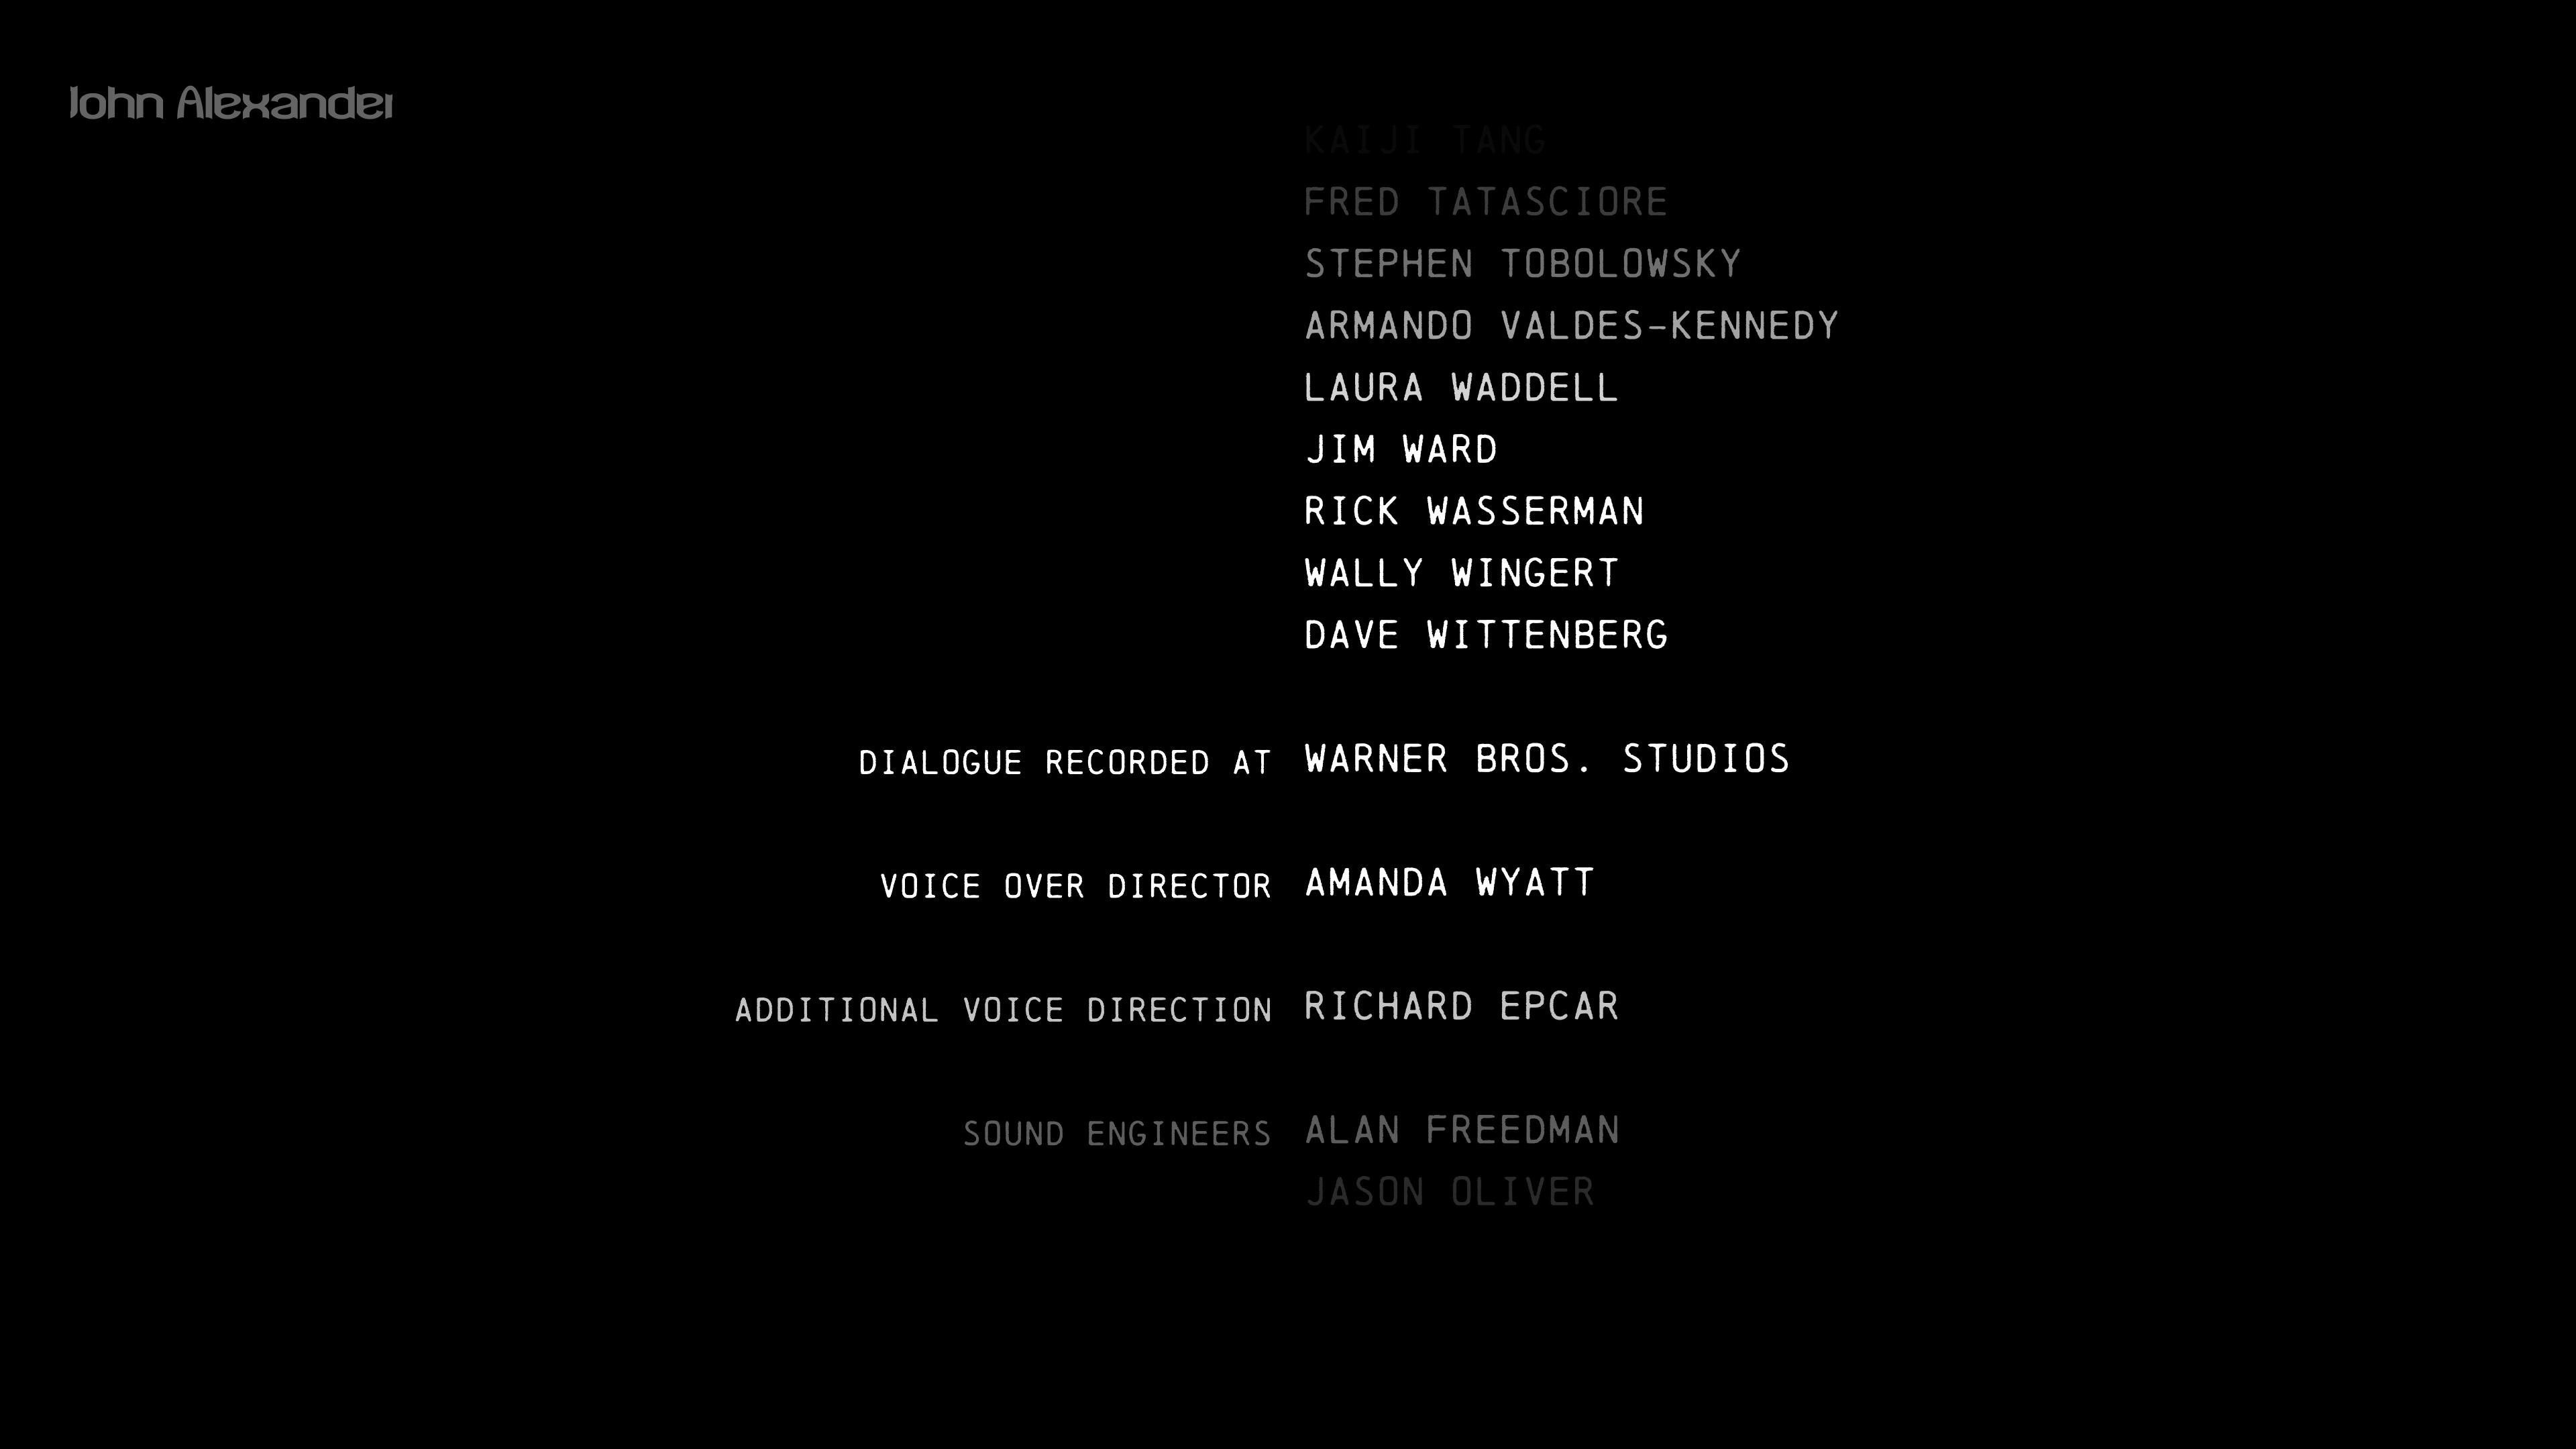 John Alexander
KAIJI TANG
FRED TATASCIORE
STEPHEN TOBOLOWSKY
ARMANDO VALDES-KENNEDY
LAURA WADDELL
JIM WARD
RICK WASSERMAN
WALLY WINGERT
DAVE WITTENBERG
DIALOGUE RECORDED AT WARNER BROS. STUDIOS
VOICE OVER DIRECTOR AMANDA WYATT
ADDITIONAL VOICE DIRECTION RICHARD EPCAR
SOUND ENGINEERS ALAN FREEDMAN
JASON OLIVER